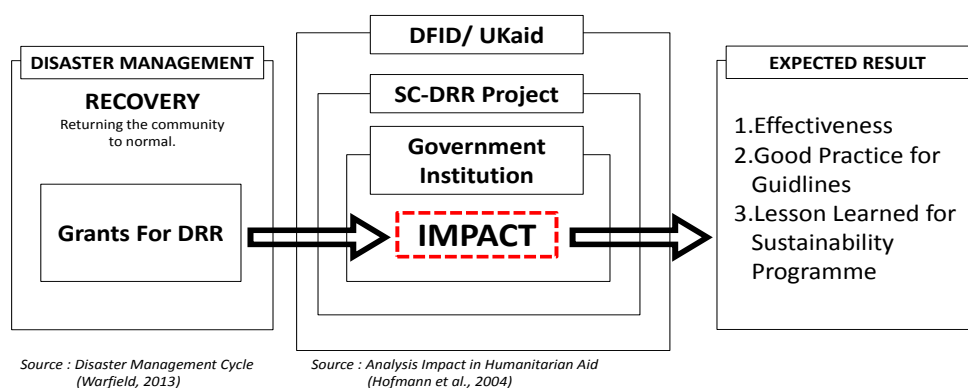 DISASTER MANAGEMENT
RECOVERY
Returning the community
to normal.
Grants For DRR
Source : Disaster Management Cycle
(Warfield, 2013)
DFID/ UKaid
SC-DRR Project
Government
Institution
IMPACT
Source : Analysis Impact in Humanitarian Aid
(Hofmann et al., 2004)
EXPECTED RESULT
1.Effectiveness
2.Good Practice for
Guidlines
3.Lesson Learned for
Sustainability
Programme